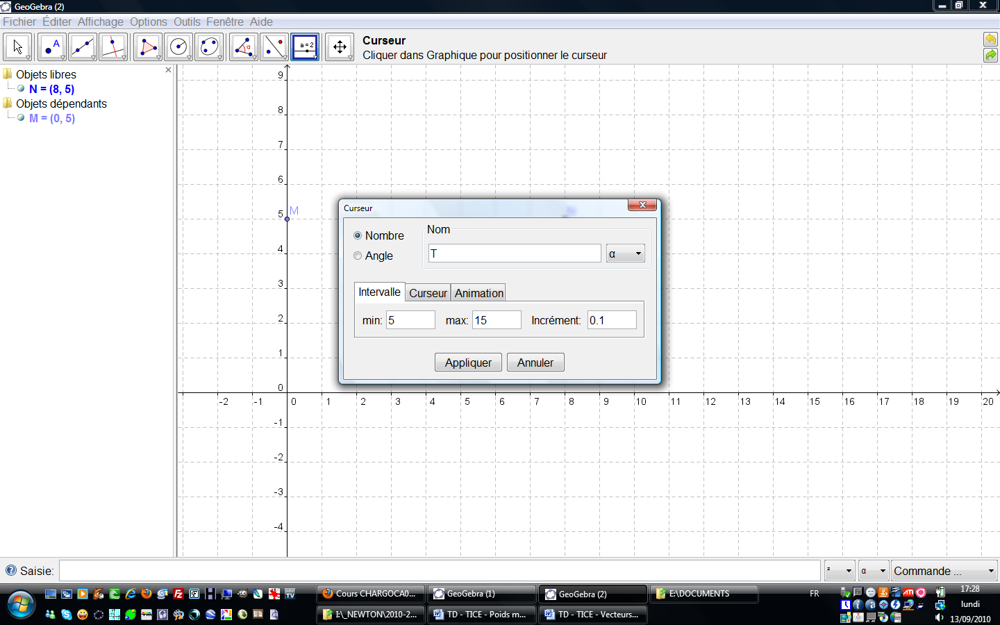 GeoGebra (2)
Fichier Éditer Affichage Options Outils Fenêtre Aide
A
α
a = 2
Curseur
Cliquer dans Graphique pour positionner le curseur
Objets libres
N = (8, 5)
Objets dépendants
M = (0, 5)
9
8
7
6
5
4
3
2
1
0
-1
-2
-3
-4
M
-2 -1 0 1 2 3 4 5 6 7 8 9 10 11 12 13 14 15 16 17 18 19 20
Curseur
Nombre
Angle
Nom
T
α
Intervalle Curseur Animation
min: 5 max: 15 Incrément: 0.1
Appliquer Annuler
Saisie:
² α Commande ...
Cours CHARGOCA0... GeoGebra (1) GeoGebra (2) E:\DOCUMENTS
I:\_NEWTON\2010-2... TD - TICE - Poids m... TD - TICE - Vecteurs...
FR
17:28
lundi
13/09/2010